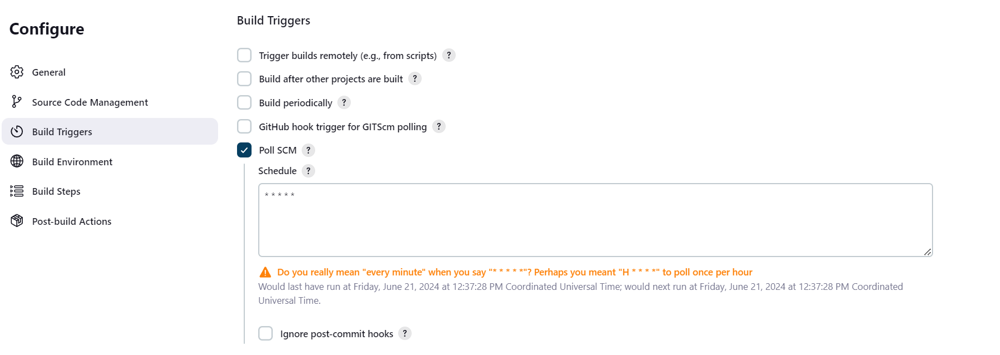 Configure
General
Source Code Management
Build Triggers
Build Environment
Build Steps
Post-build Actions
Build Triggers
Trigger builds remotely (e.g., from scripts) ?
Build after other projects are built ?
Build periodically ?
GitHub hook trigger for GITScm polling ?
Poll SCM ?
Schedule ?
* * * * *
Do you really mean "every minute" when you say "* * * * *"? Perhaps you meant "H * * * *" to poll once per hour
Would last have run at Friday, June 21, 2024 at 12:37:28 PM Coordinated Universal Time; would next run at Friday, June 21, 2024 at 12:37:28 PM Coordinated
Universal Time.
Ignore post-commit hooks ?